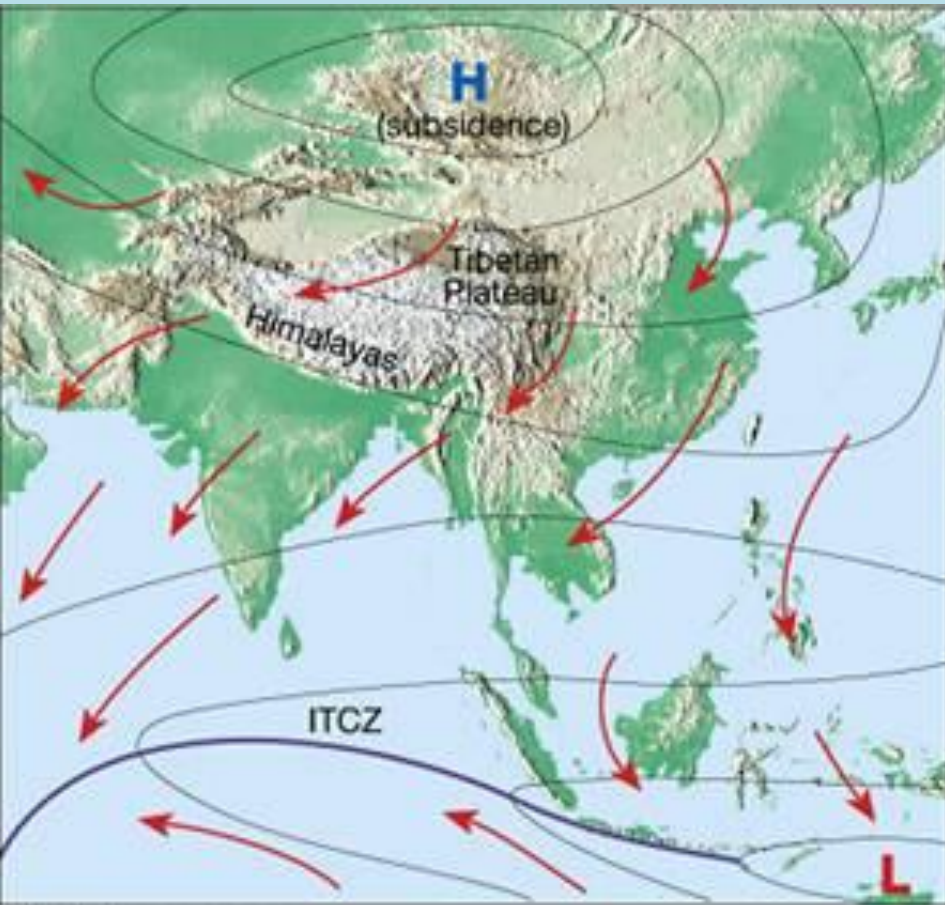 H
(subsidence)
Tibetan
Plateau
Himalayas
ITCZ
L